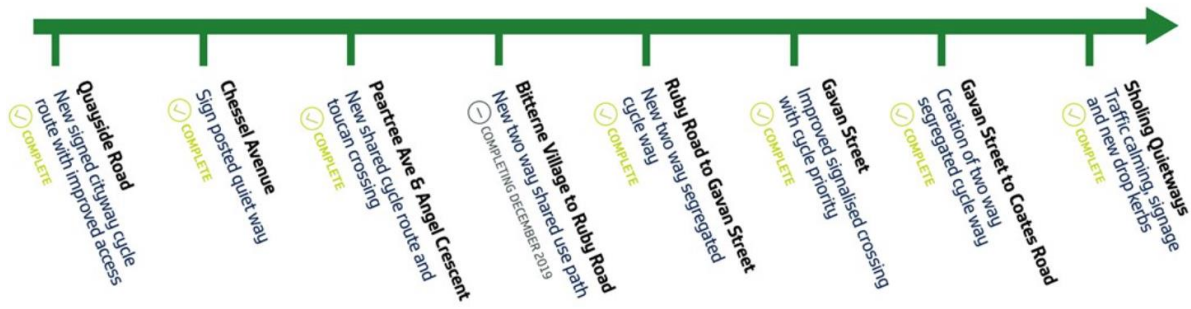 Quayside Road
New signed cityway cycle
route with improved access
COMPLETE
Chessel Avenue
Sign posted quiet way
COMPLETE
Peartree Ave & Angel Crescent
New shared cycle route and
toucan crossing
COMPLETE
Bitterne Village to Ruby Road
New two way shared use path
COMPLETING DECEMBER 2019
Ruby Road to Gavan Street
New two way segregated
cycle way
COMPLETE
Gavan Street
Improved signalised crossing
with cycle priority
COMPLETE
Gavan Street to Coates Road
Creation of two way
segregated cycle way
COMPLETE
Sholing Quietways
Traffic calming, signage
and new drop kerbs
COMPLETE